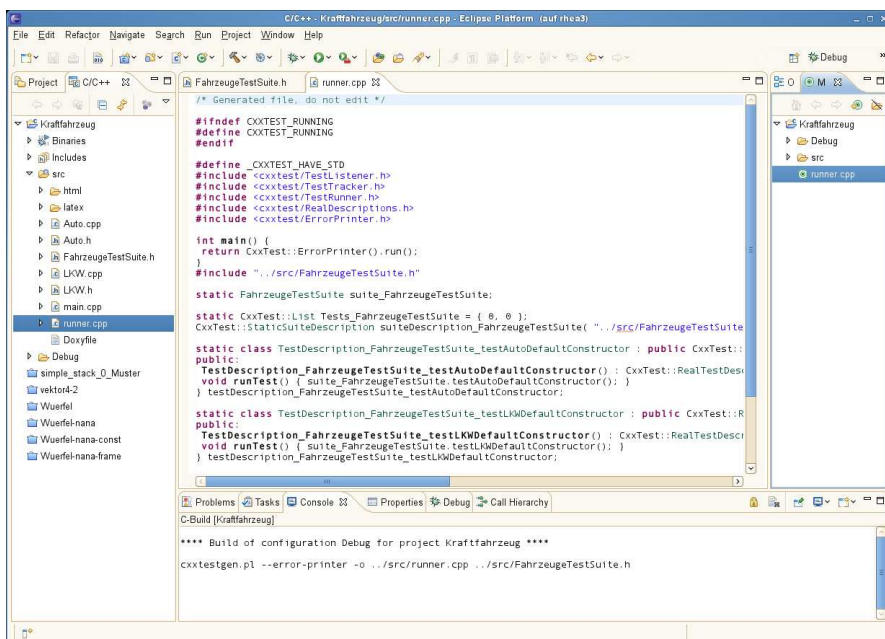 C/C++ - Kraftfahrzeug/src/runner.cpp - Eclipse Platform (auf rhea3)
File Edit Refactor Navigate Search Run Project Window Help
Debug
»
Project
C/C++
Kraftfahrzeug
Binaries
Includes
src
html
latex
Auto.cpp
Auto.h
FahrzeugeTestSuite.h
LKW.cpp
LKW.h
main.cpp
runner.cpp
Doxyfile
Debug
simple_stack_0_Muster
vektor4-2
Wuerfel
Wuerfel-nana
Wuerfel-nana-const
Wuerfel-nana-frame
FahrzeugeTestSuite.h
runner.cpp
/* Generated file, do not edit */
#ifndef CXXTEST_RUNNING
#define CXXTEST_RUNNING
#endif
#define _CXXTEST_HAVE_STD
#include <cxxtest/TestListener.h>
#include <cxxtest/TestTracker.h>
#include <cxxtest/TestRunner.h>
#include <cxxtest/RealDescriptions.h>
#include <cxxtest/ErrorPrinter.h>
int main() {
return CxxTest::ErrorPrinter().run();
}
#include "../src/FahrzeugeTestSuite.h"
static FahrzeugeTestSuite suite_FahrzeugeTestSuite;
static CxxTest::List Tests_FahrzeugeTestSuite = { 0, 0 };
CxxTest::StaticSuiteDescription suiteDescription_FahrzeugeTestSuite( "../src/FahrzeugeTestSuite
static class TestDescription_FahrzeugeTestSuite_testAutoDefaultConstructor : public CxxTest::
public:
TestDescription_FahrzeugeTestSuite_testAutoDefaultConstructor() : CxxTest::RealTestDesc
void runTest() { suite_FahrzeugeTestSuite.testAutoDefaultConstructor(); }
} testDescription_FahrzeugeTestSuite_testAutoDefaultConstructor;
static class TestDescription_FahrzeugeTestSuite_testLKWDefaultConstructor : public CxxTest::R
public:
TestDescription_FahrzeugeTestSuite_testLKWDefaultConstructor() : CxxTest::RealTestDescr
void runTest() { suite_FahrzeugeTestSuite.testLKWDefaultConstructor(); }
} testDescription_FahrzeugeTestSuite_testLKWDefaultConstructor;
O
M
Kraftfahrzeug
Debug
src
runner.cpp
Problems Tasks Console Properties Debug Call Hierarchy
C-Build [Kraftfahrzeug]
**** Build of configuration Debug for project Kraftfahrzeug ****
cxxtestgen.pl --error-printer -o ../src/runner.cpp ../src/FahrzeugeTestSuite.h